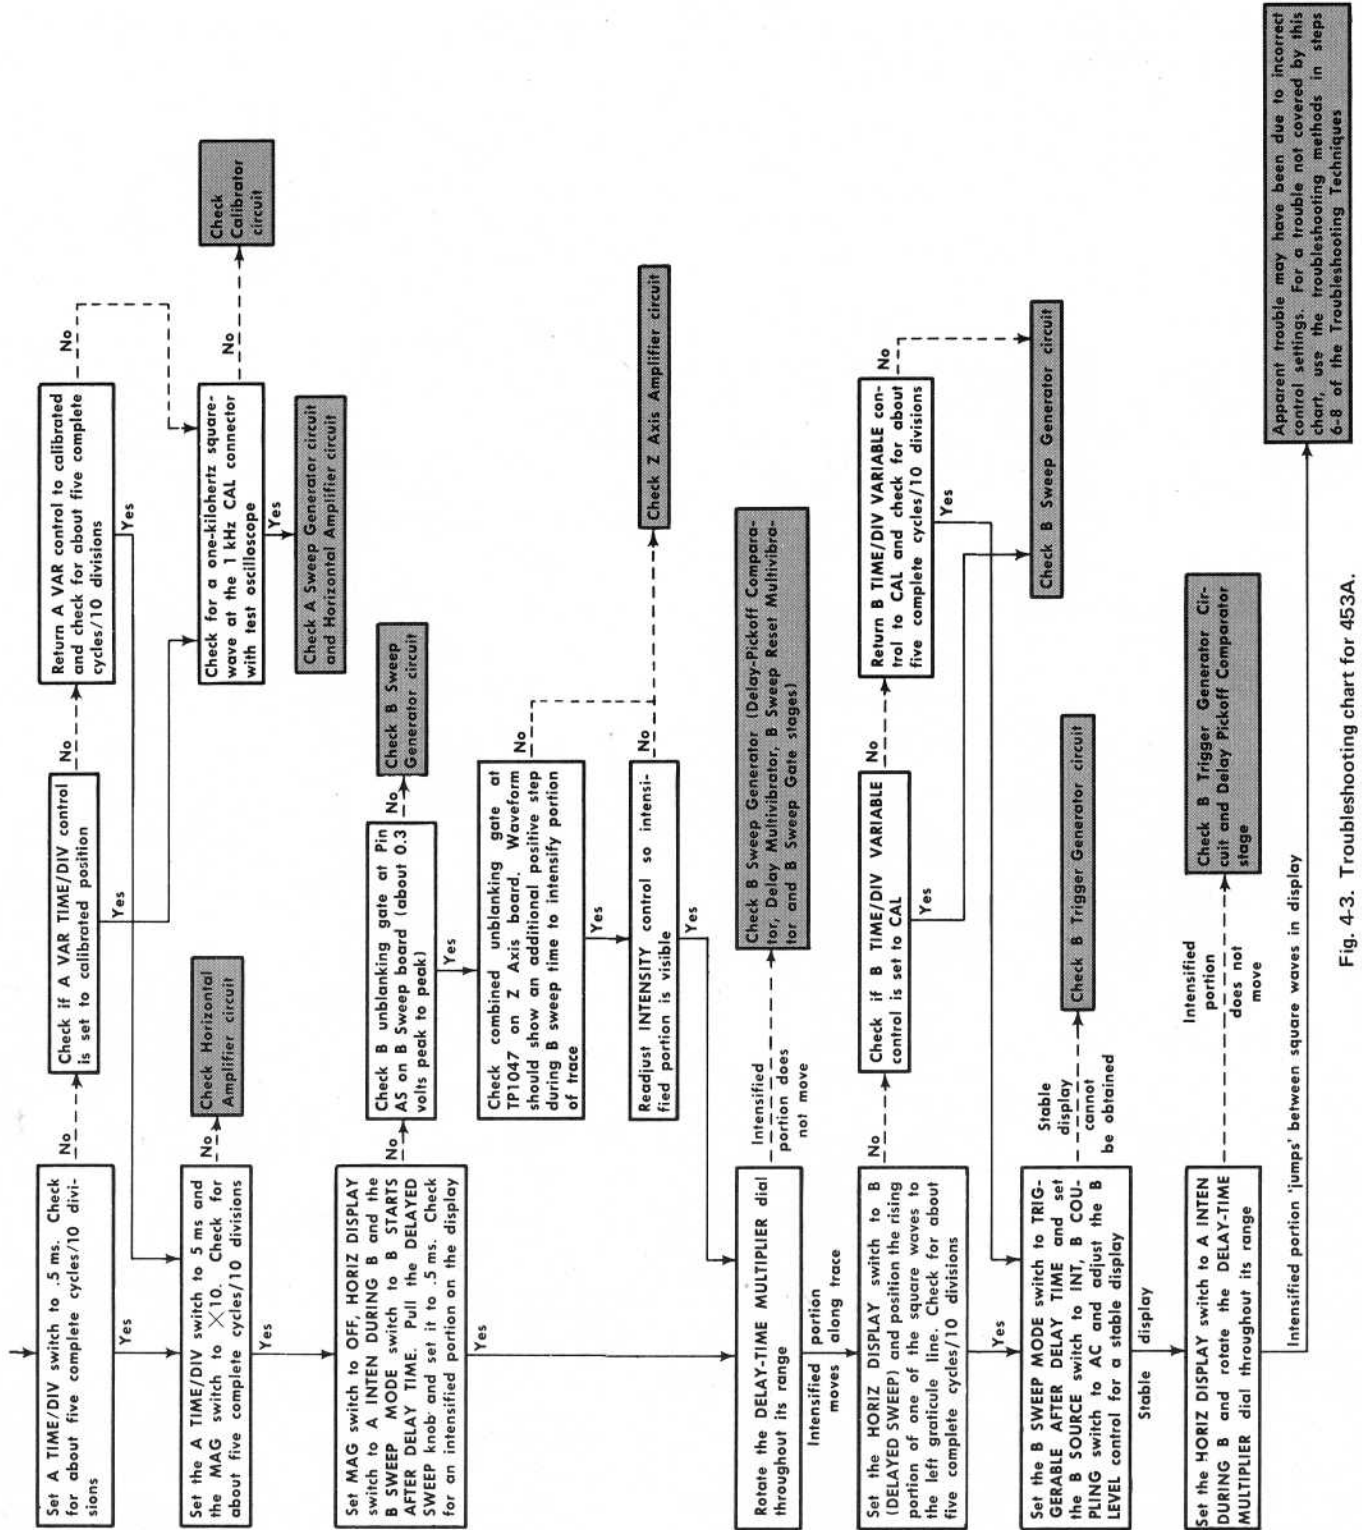 Set A TIME/DIV switch to .5 ms. Check
for about five complete cycles/10 divi-
sions
No
Check if A VAR TIME/DIV control
is set to calibrated position
No
Return A VAR control to calibrated
and check for about five complete
cycles/10 divisions
No
Yes
Yes
Yes
Set the A TIME/DIV switch to 5 ms and
the MAG switch to ×10. Check for
about five complete cycles/10 divisions
No
Check Horizontal
Amplifier circuit
Check for a one-kilohertz square-
wave at the 1 kHz CAL connector
with test oscilloscope
No
Check
Calibrator
circuit
Yes
Yes
Check A Sweep Generator circuit
and Horizontal Amplifier circuit
Set MAG switch to OFF, HORIZ DISPLAY
switch to A INTEN DURING B and the
B SWEEP MODE switch to B STARTS
AFTER DELAY TIME. Pull the DELAYED
SWEEP knob and set it to .5 ms. Check
for an intensified portion on the display
No
Check B unblanking gate at Pin
AS on B Sweep board (about 0.3
volts peak to peak)
No
Check B Sweep
Generator circuit
Yes
Yes
Check combined unblanking gate at
TP1047 on Z Axis board. Waveform
should show an additional positive step
during B sweep time to intensify portion
of trace
No
Yes
Readjust INTENSITY control so intensi-
fied portion is visible
No
Check Z Axis Amplifier circuit
Yes
Rotate the DELAY-TIME MULTIPLIER dial
throughout its range
Intensified
portion does
not move
Check B Sweep Generator (Delay-Pickoff Compara-
tor, Delay Multivibrator, B Sweep Reset Multivibra-
tor and B Sweep Gate stages)
Intensified portion
moves along trace
Set the HORIZ DISPLAY switch to B
(DELAYED SWEEP) and position the rising
portion of one of the square waves to
the left graticule line. Check for about
five complete cycles/10 divisions
No
Check if B TIME/DIV VARIABLE
control is set to CAL
No
Return B TIME/DIV VARIABLE con-
trol to CAL and check for about
five complete cycles/10 divisions
No
Yes
Yes
Yes
Set the B SWEEP MODE switch to TRIG-
GERABLE AFTER DELAY TIME and set
the B SOURCE switch to INT, B COU-
PLING switch to AC and adjust the B
LEVEL control for a stable display
Stable
display
cannot
be obtained
Check B Trigger Generator circuit
Check B Sweep Generator circuit
Stable display
Set the HORIZ DISPLAY switch to A INTEN
DURING B and rotate the DELAY-TIME
MULTIPLIER dial throughout its range
Intensified
portion
does not
move
Check B Trigger Generator Cir-
cuit and Delay Pickoff Comparator
stage
Intensified portion 'jumps' between square waves in display
Apparent trouble may have been due to incorrect
control settings. For a trouble not covered by this
chart, use the troubleshooting methods in steps
6-8 of the Troubleshooting Techniques
Fig. 4-3. Troubleshooting chart for 453A.